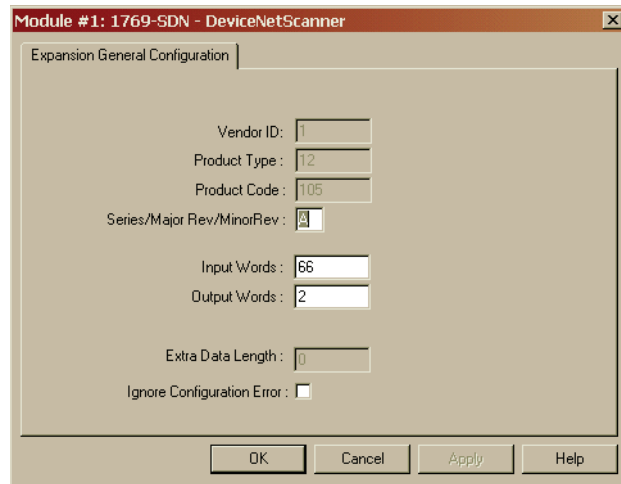 Module #1: 1769-SDN - DeviceNetScanner
Expansion General Configuration
Vendor ID: 1
Product Type : 12
Product Code : 105
Series/Major Rev/MinorRev : A
Input Words : 66
Output Words : 2
Extra Data Length : 0
Ignore Configuration Error :
OK Cancel Apply Help